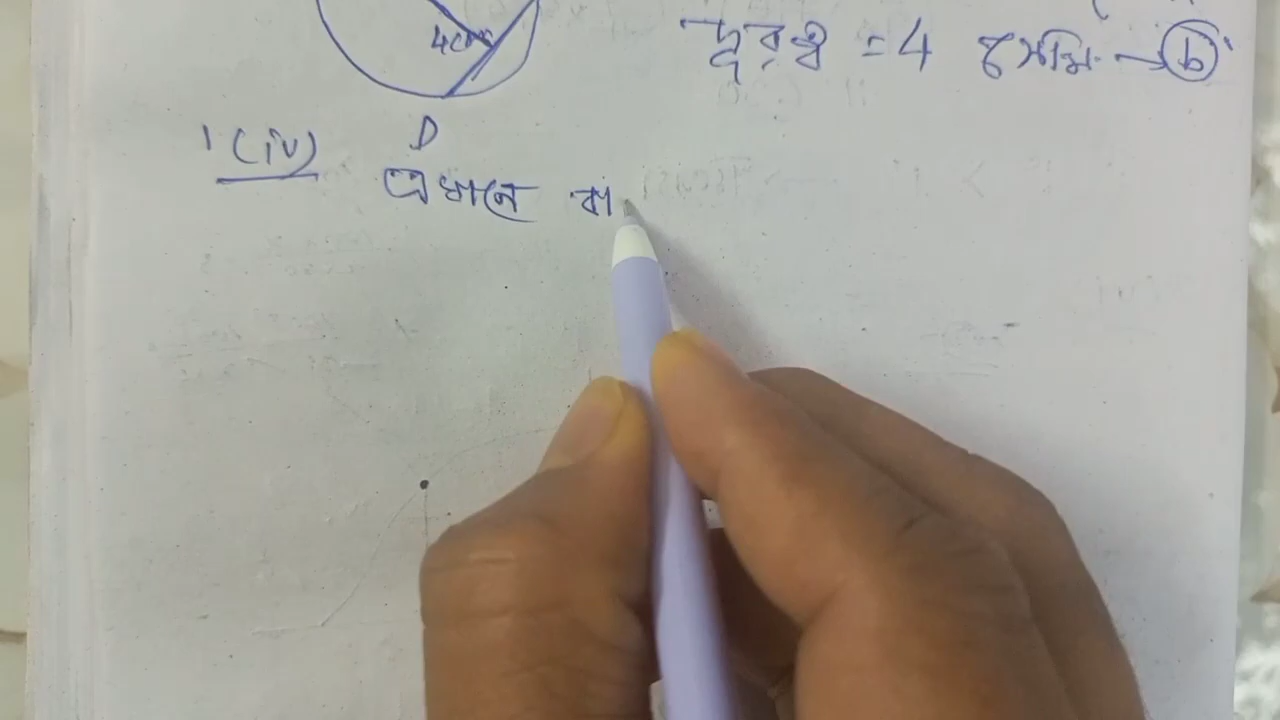 4cm
দূরত্ব = 4 সেমি → b
D
1 (iv)
এখানে বা